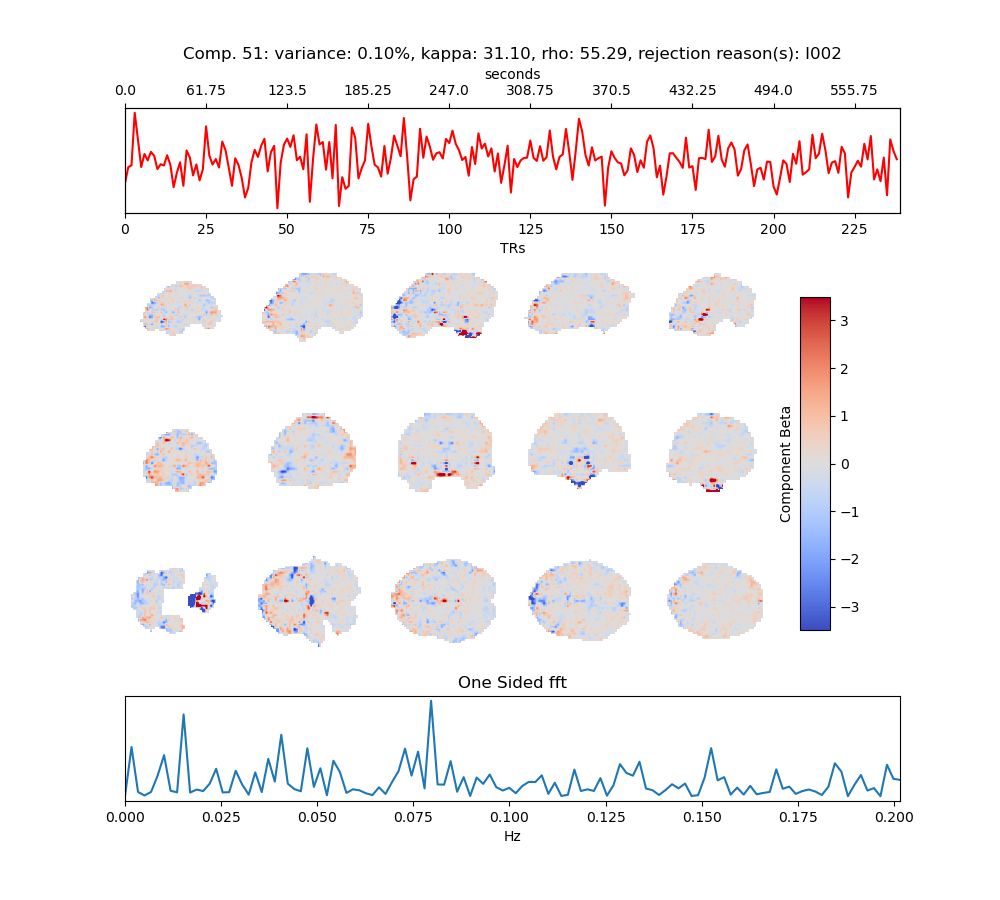 Comp. 51: variance: 0.10%, kappa: 31.10, rho: 55.29, rejection reason(s): I002
seconds
0.0 61.75 123.5 185.25 247.0 308.75 370.5 432.25 494.0 555.75
0 25 50 75 100 125 150 175 200 225
TRs
3
2
1
0
−1
−2
−3
Component Beta
One Sided fft
0.000 0.025 0.050 0.075 0.100 0.125 0.150 0.175 0.200
Hz